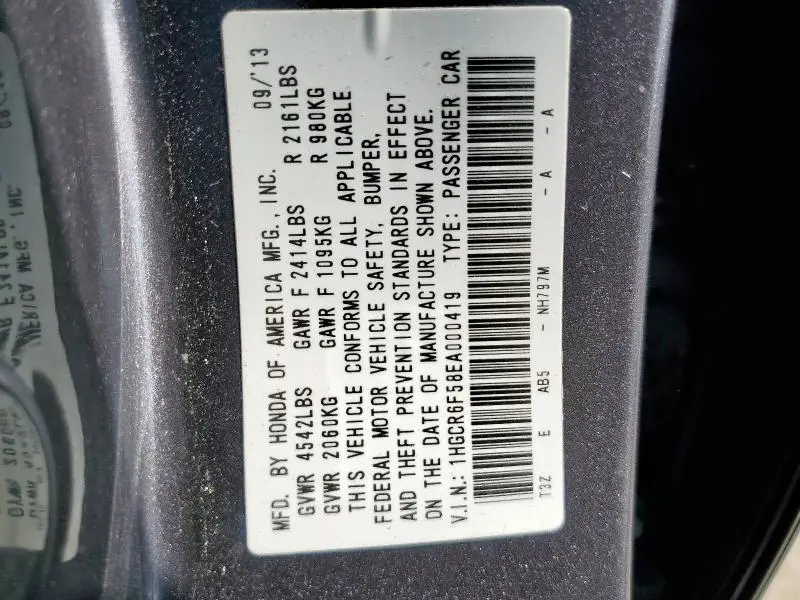 MFD. BY HONDA OF AMERICA MFG., INC. 09/'13
GVWR 4542LBS GAWR F 2414LBS R 2161LBS
GVWR 2060KG GAWR F 1095KG R 980KG
THIS VEHICLE CONFORMS TO ALL APPLICABLE
FEDERAL MOTOR VEHICLE SAFETY, BUMPER,
AND THEFT PREVENTION STANDARDS IN EFFECT
ON THE DATE OF MANUFACTURE SHOWN ABOVE.
V.I.N.: 1HGCR6F58EA000419 TYPE: PASSENGER CAR
T3Z E AB5 - NH797M - A - A